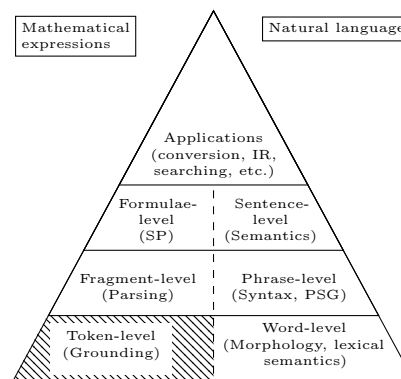 Mathematical
expressions
Natural language
Applications
(conversion, IR,
searching, etc.)
Formulae-
level
(SP)
Sentence-
level
(Semantics)
Fragment-level
(Parsing)
Phrase-level
(Syntax, PSG)
Token-level
(Grounding)
Word-level
(Morphology, lexical
semantics)